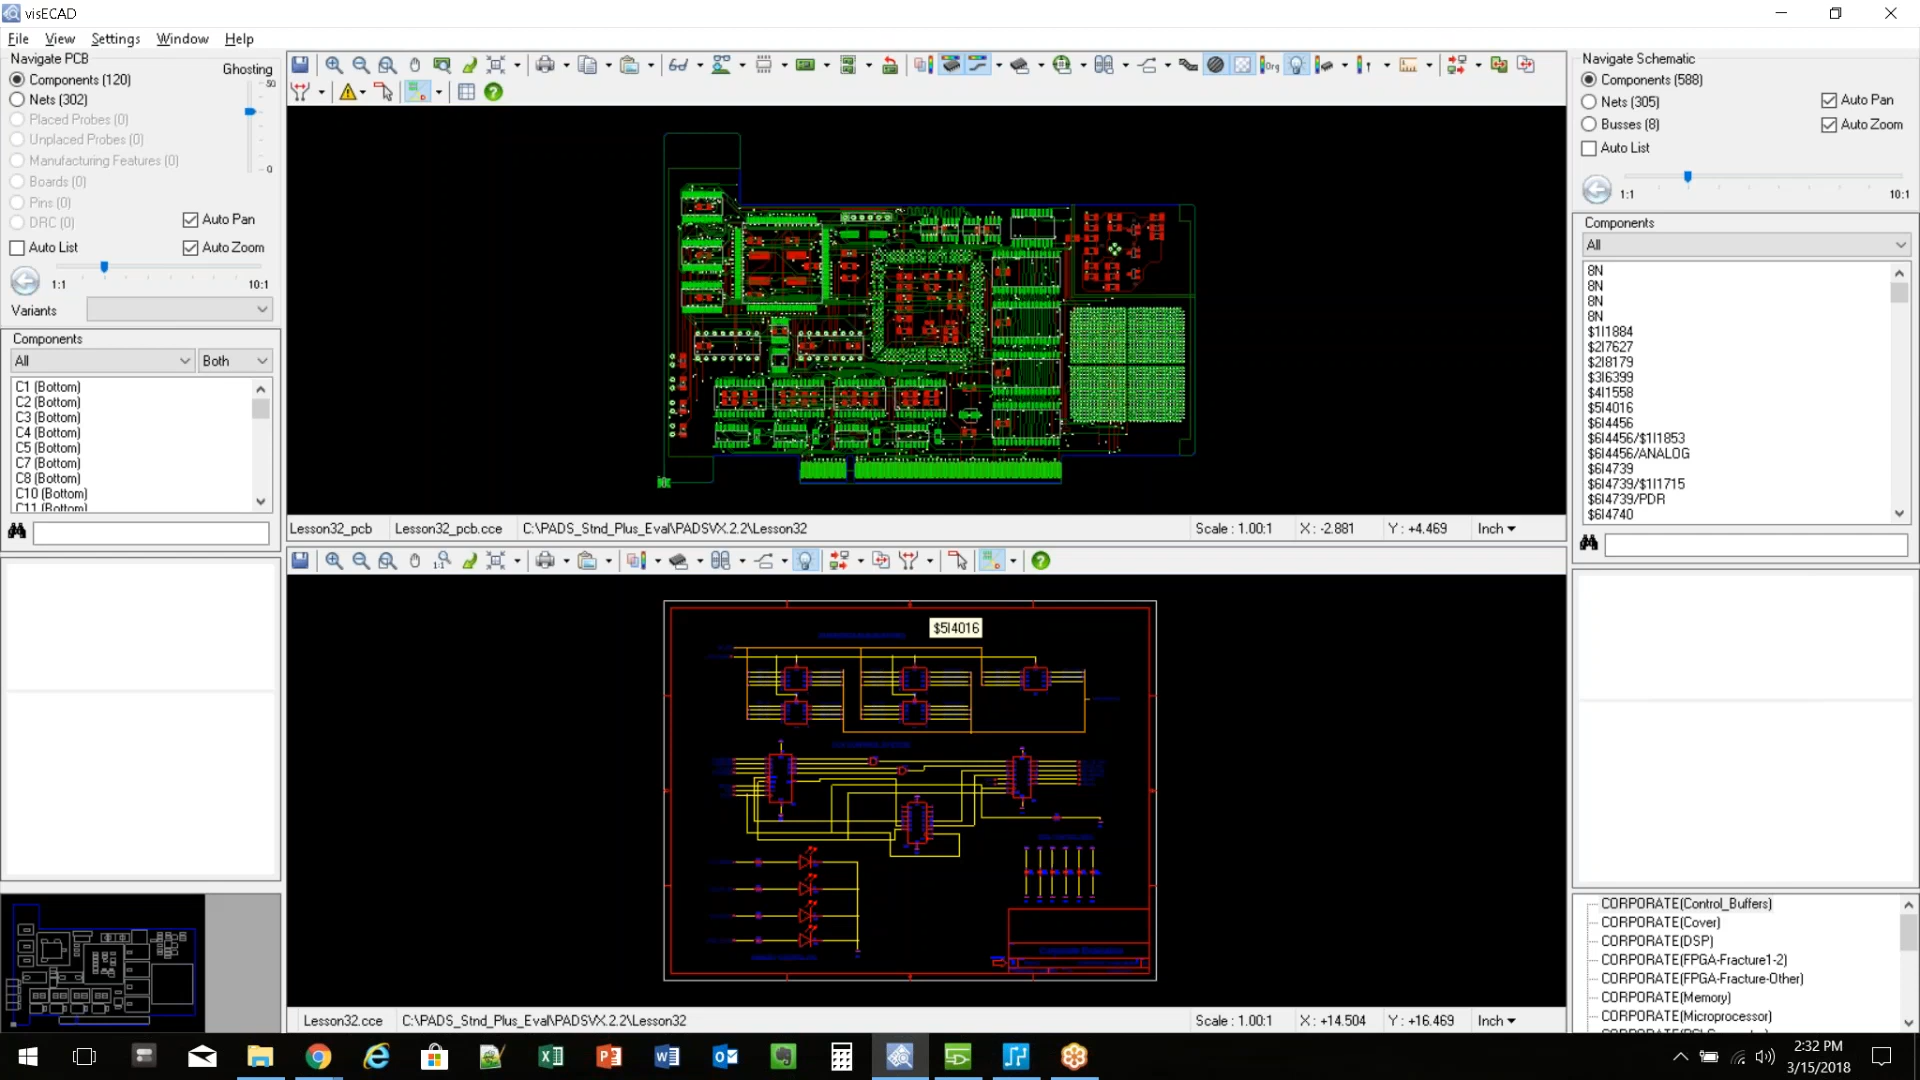 visECAD
File View Settings Window Help
Navigate PCB
Components (120)
Nets (302)
Placed Probes (0)
Unplaced Probes (0)
Manufacturing Features (0)
Boards (0)
Pins (0)
DRC (0)
Auto List
Ghosting
50
0
Auto Pan
Auto Zoom
1:1
10:1
Variants
Components
All
Both
C1 (Bottom)
C2 (Bottom)
C3 (Bottom)
C4 (Bottom)
C5 (Bottom)
C7 (Bottom)
C8 (Bottom)
C10 (Bottom)
C11 (Bottom)
Org
Lesson32_pcb Lesson32_pcb.cce C:\PADS_Stnd_Plus_Eval\PADSVX.2.2\Lesson32 Scale : 1.00:1 X : -2.881 Y : +4.469 Inch
1:1
$5I4016
Lesson32.cce C:\PADS_Stnd_Plus_Eval\PADSVX.2.2\Lesson32 Scale : 1.00:1 X : +14.504 Y : +16.469 Inch
Navigate Schematic
Components (588)
Nets (305)
Busses (8)
Auto List
Auto Pan
Auto Zoom
1:1
10:1
Components
All
8N
8N
8N
8N
$1I1884
$2I7627
$2I8179
$3I6399
$4I1558
$5I4016
$6I4456
$6I4456/$1I1853
$6I4456/ANALOG
$6I4739
$6I4739/$1I1715
$6I4739/PDR
$6I4740
CORPORATE(Control_Buffers)
CORPORATE(Cover)
CORPORATE(DSP)
CORPORATE(FPGA-Fracture1-2)
CORPORATE(FPGA-Fracture-Other)
CORPORATE(Memory)
CORPORATE(Microprocessor)
2:32 PM
3/15/2018